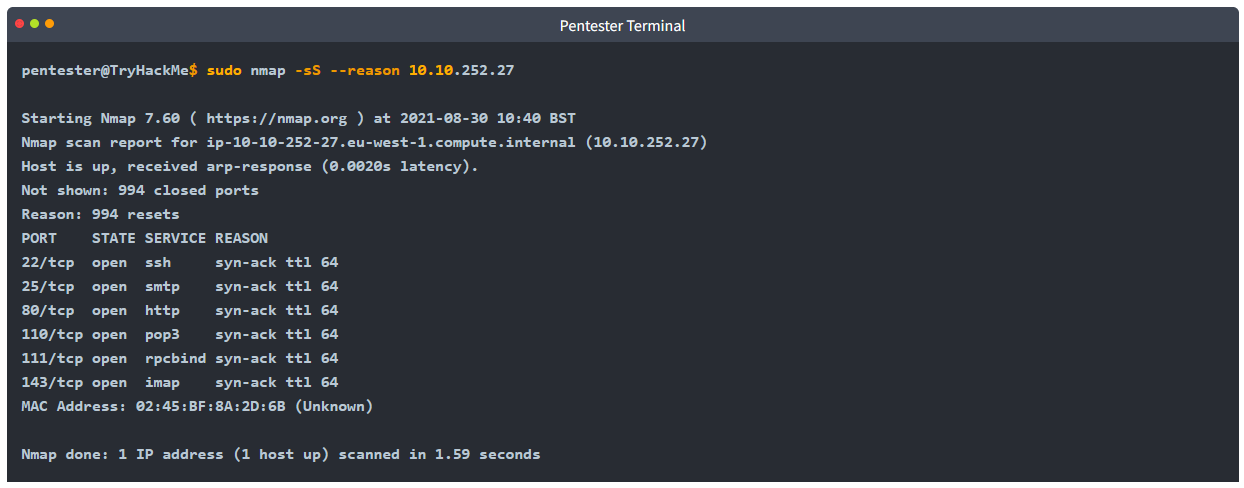 Pentester Terminal
pentester@TryHackMe$ sudo nmap -sS --reason 10.10.252.27
Starting Nmap 7.60 ( https://nmap.org ) at 2021-08-30 10:40 BST
Nmap scan report for ip-10-10-252-27.eu-west-1.compute.internal (10.10.252.27)
Host is up, received arp-response (0.0020s latency).
Not shown: 994 closed ports
Reason: 994 resets
PORT    STATE SERVICE REASON
22/tcp  open  ssh     syn-ack ttl 64
25/tcp  open  smtp    syn-ack ttl 64
80/tcp  open  http    syn-ack ttl 64
110/tcp open  pop3    syn-ack ttl 64
111/tcp open  rpcbind syn-ack ttl 64
143/tcp open  imap    syn-ack ttl 64
MAC Address: 02:45:BF:8A:2D:6B (Unknown)
Nmap done: 1 IP address (1 host up) scanned in 1.59 seconds